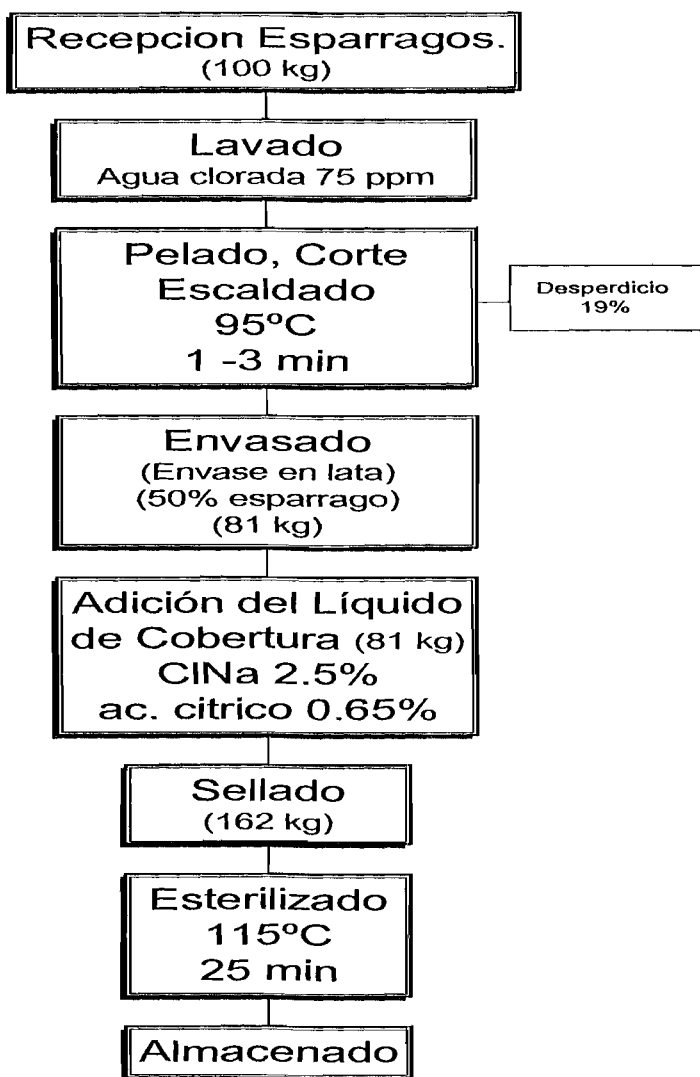 Recepcion Esparragos.
(100 kg)
Lavado
Agua clorada 75 ppm
Pelado, Corte
Escaldado
95ºC
1 -3 min
Desperdicio
19%
Envasado
(Envase en lata)
(50% esparrago)
(81 kg)
Adición del Líquido
de Cobertura (81 kg)
ClNa 2.5%
ac. citrico 0.65%
Sellado
(162 kg)
Esterilizado
115ºC
25 min
Almacenado